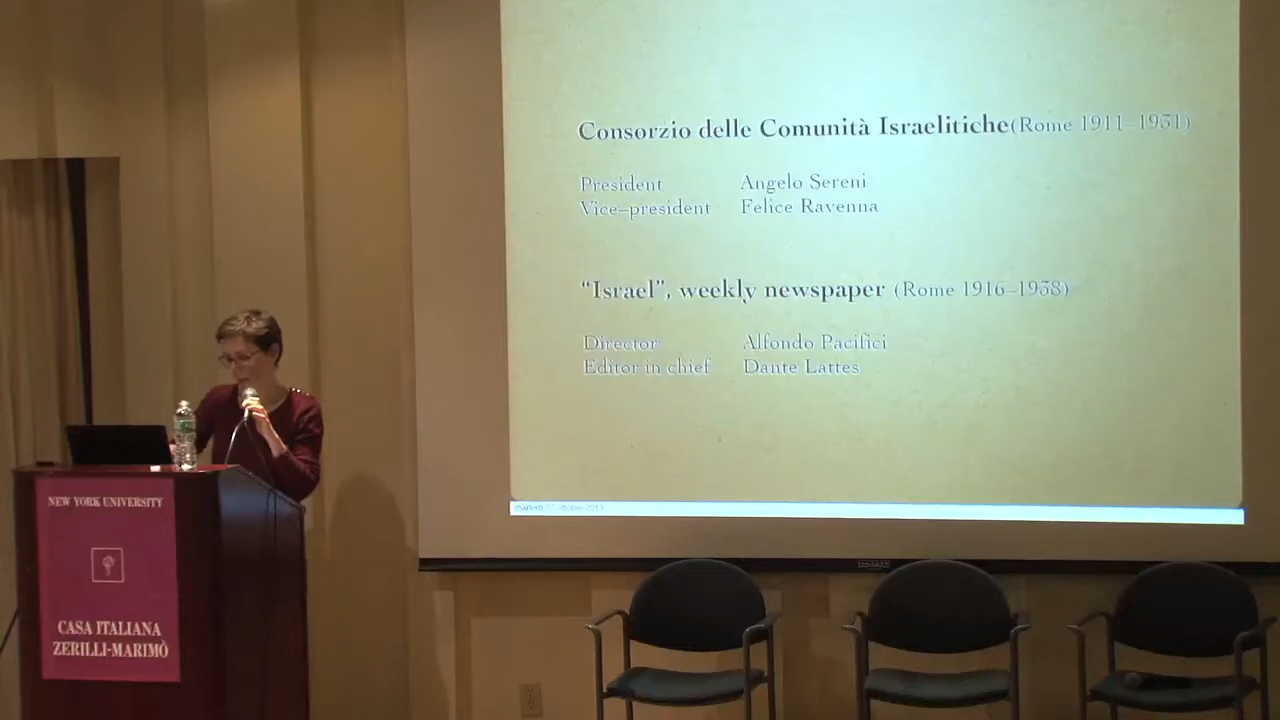 Consorzio delle Comunità Israelitiche(Rome 1911–1931)
President Angelo Sereni
Vice–president Felice Ravenna
“Israel”, weekly newspaper (Rome 1916–1938)
Director Alfondo Pacifici
Editor in chief Dante Lattes
NEW YORK UNIVERSITY
CASA ITALIANA
ZERILLI-MARIMÒ